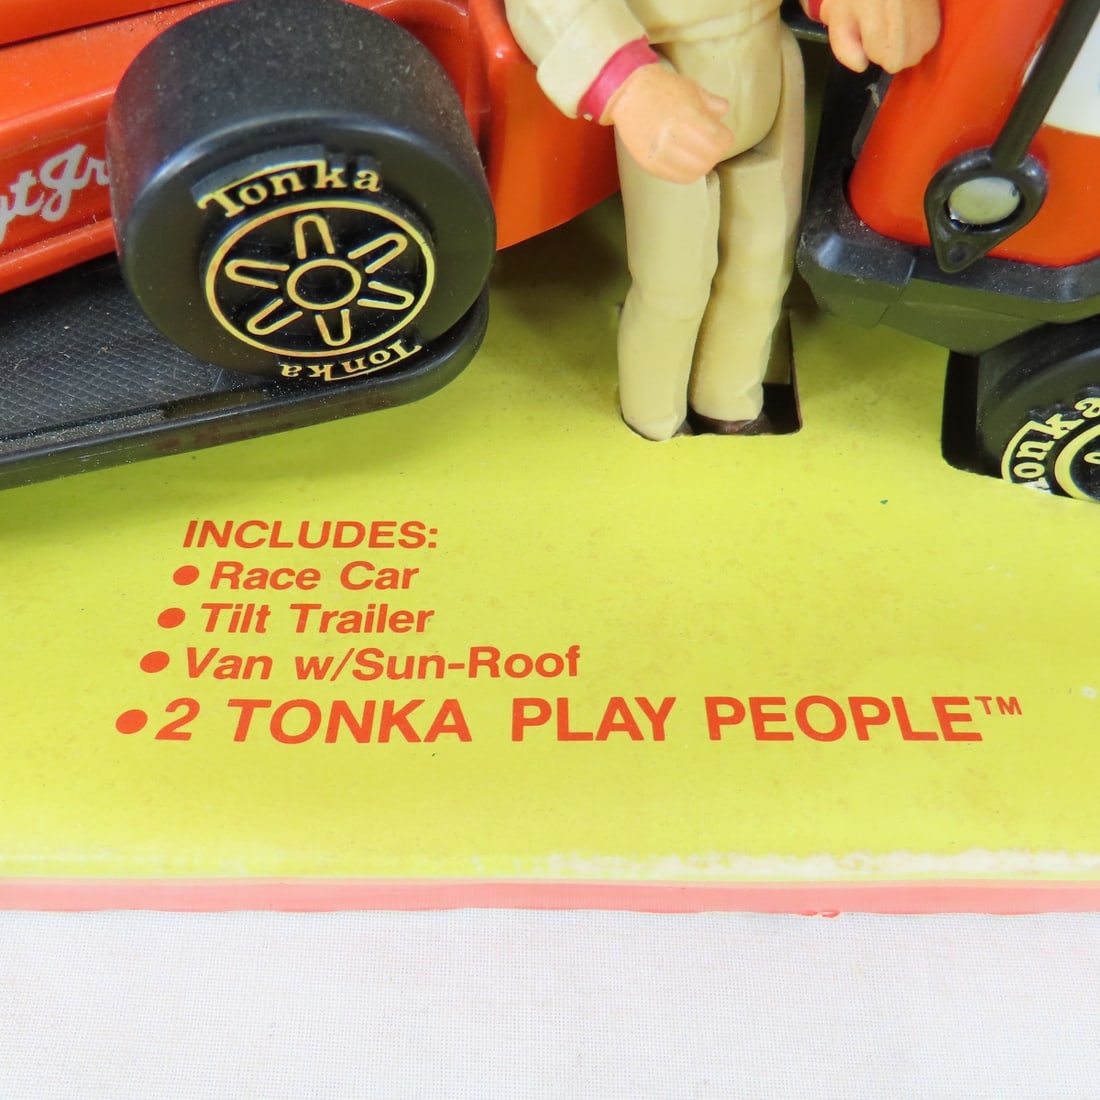 Tonka
Tonka
INCLUDES:
• Race Car
• Tilt Trailer
• Van w/Sun-Roof
• 2 TONKA PLAY PEOPLE™